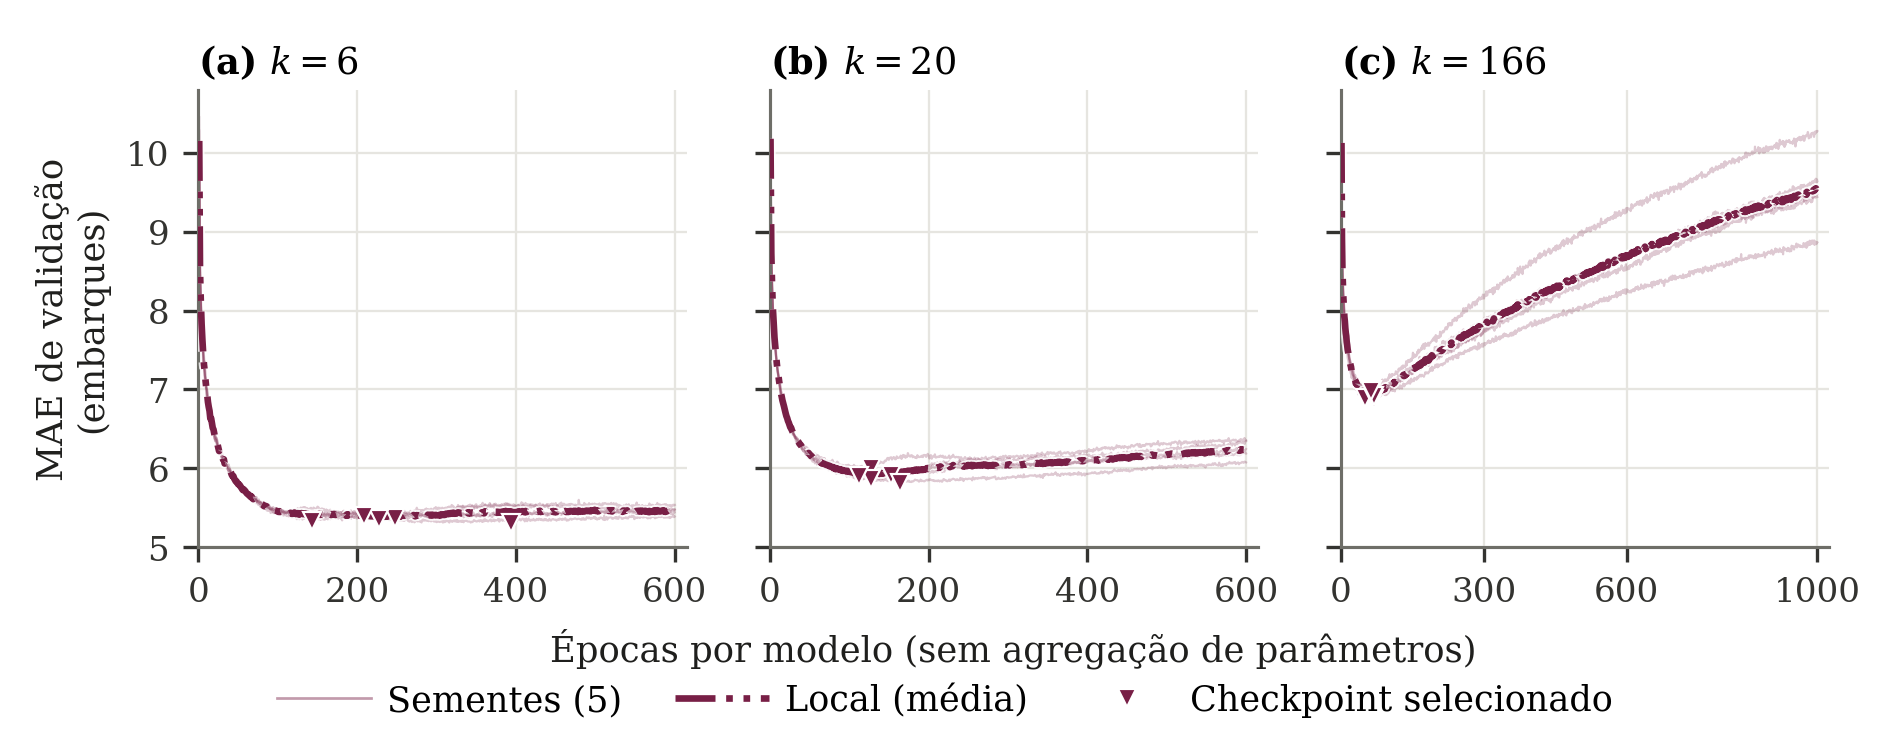 (a) k = 6
(b) k = 20
(c) k = 166
MAE de validação
(embarques)
10
9
8
7
6
5
0 200 400 600
0 200 400 600
0 300 600 1000
Épocas por modelo (sem agregação de parâmetros)
Sementes (5) Local (média) Checkpoint selecionado